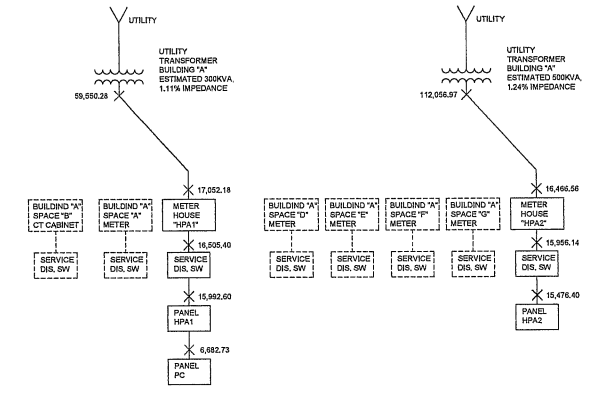 UTILITY
UTILITY
TRANSFORMER
BUILDING "A"
ESTIMATED 300KVA,
1.11% IMPEDANCE
59,550.28
17,052.18
BUILDIND "A"
SPACE "B"
CT CABINET
BUILDING "A"
SPACE "A"
METER
METER
HOUSE
"HPA1"
16,505.40
SERVICE
DIS, SW
SERVICE
DIS, SW
SERVICE
DIS, SW
15,992.60
PANEL
HPA1
6,682.73
PANEL
PC
UTILITY
UTILITY
TRANSFORMER
BUILDING "A"
ESTIMATED 500KVA,
1.24% IMPEDANCE
112,056.97
16,466.56
BUILDING "A"
SPACE "D"
METER
BUILDING "A"
SPACE "E"
METER
BUILDING "A"
SPACE "F"
METER
BUILDING "A"
SPACE "G"
METER
METER
HOUSE
"HPA2"
15,956.14
SERVICE
DIS, SW
SERVICE
DIS, SW
SERVICE
DIS, SW
SERVICE
DIS, SW
SERVICE
DIS, SW
15,476.40
PANEL
HPA2